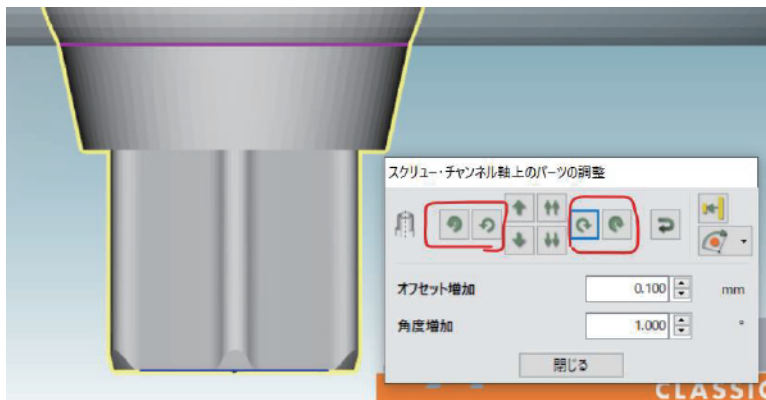 スクリュー・チャンネル軸上のパーツの調整
オフセット増加 0.100 mm
角度増加 1.000 °
閉じる
CLASSIC